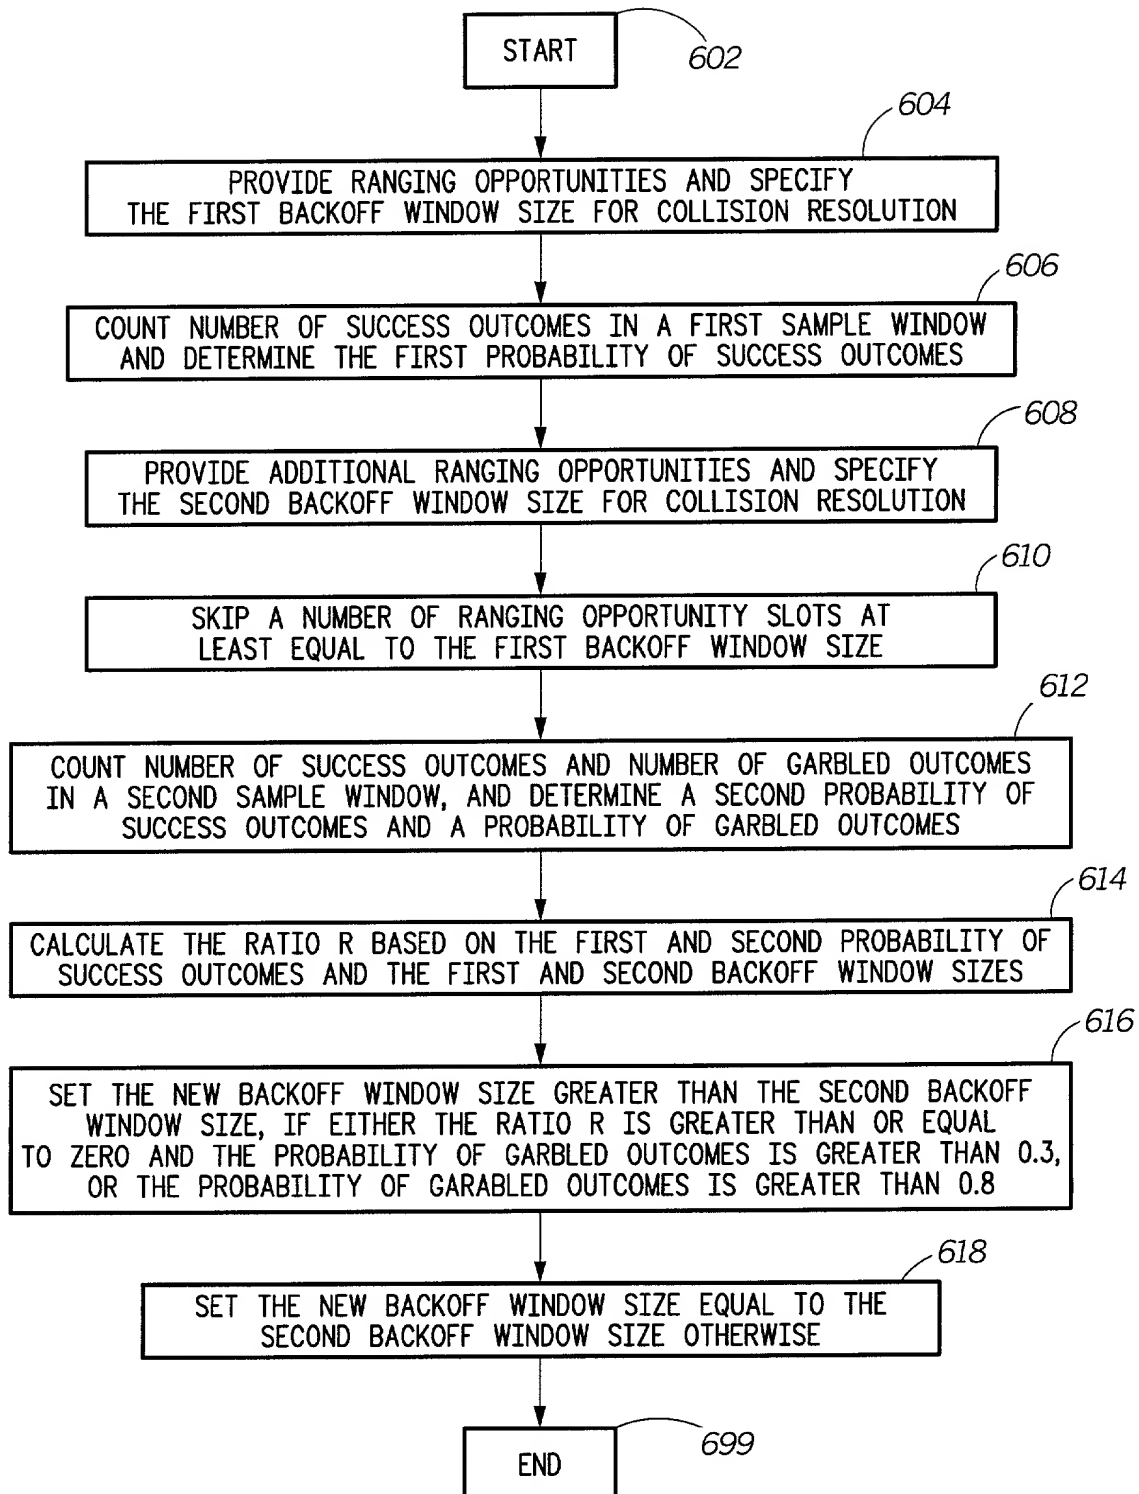 START
602
604
PROVIDE RANGING OPPORTUNITIES AND SPECIFY
THE FIRST BACKOFF WINDOW SIZE FOR COLLISION RESOLUTION
606
COUNT NUMBER OF SUCCESS OUTCOMES IN A FIRST SAMPLE WINDOW
AND DETERMINE THE FIRST PROBABILITY OF SUCCESS OUTCOMES
608
PROVIDE ADDITIONAL RANGING OPPORTUNITIES AND SPECIFY
THE SECOND BACKOFF WINDOW SIZE FOR COLLISION RESOLUTION
610
SKIP A NUMBER OF RANGING OPPORTUNITY SLOTS AT
LEAST EQUAL TO THE FIRST BACKOFF WINDOW SIZE
612
COUNT NUMBER OF SUCCESS OUTCOMES AND NUMBER OF GARBLED OUTCOMES
IN A SECOND SAMPLE WINDOW, AND DETERMINE A SECOND PROBABILITY OF
SUCCESS OUTCOMES AND A PROBABILITY OF GARBLED OUTCOMES
614
CALCULATE THE RATIO R BASED ON THE FIRST AND SECOND PROBABILITY OF
SUCCESS OUTCOMES AND THE FIRST AND SECOND BACKOFF WINDOW SIZES
616
SET THE NEW BACKOFF WINDOW SIZE GREATER THAN THE SECOND BACKOFF
WINDOW SIZE, IF EITHER THE RATIO R IS GREATER THAN OR EQUAL
TO ZERO AND THE PROBABILITY OF GARBLED OUTCOMES IS GREATER THAN 0.3,
OR THE PROBABILITY OF GARABLED OUTCOMES IS GREATER THAN 0.8
618
SET THE NEW BACKOFF WINDOW SIZE EQUAL TO THE
SECOND BACKOFF WINDOW SIZE OTHERWISE
699
END